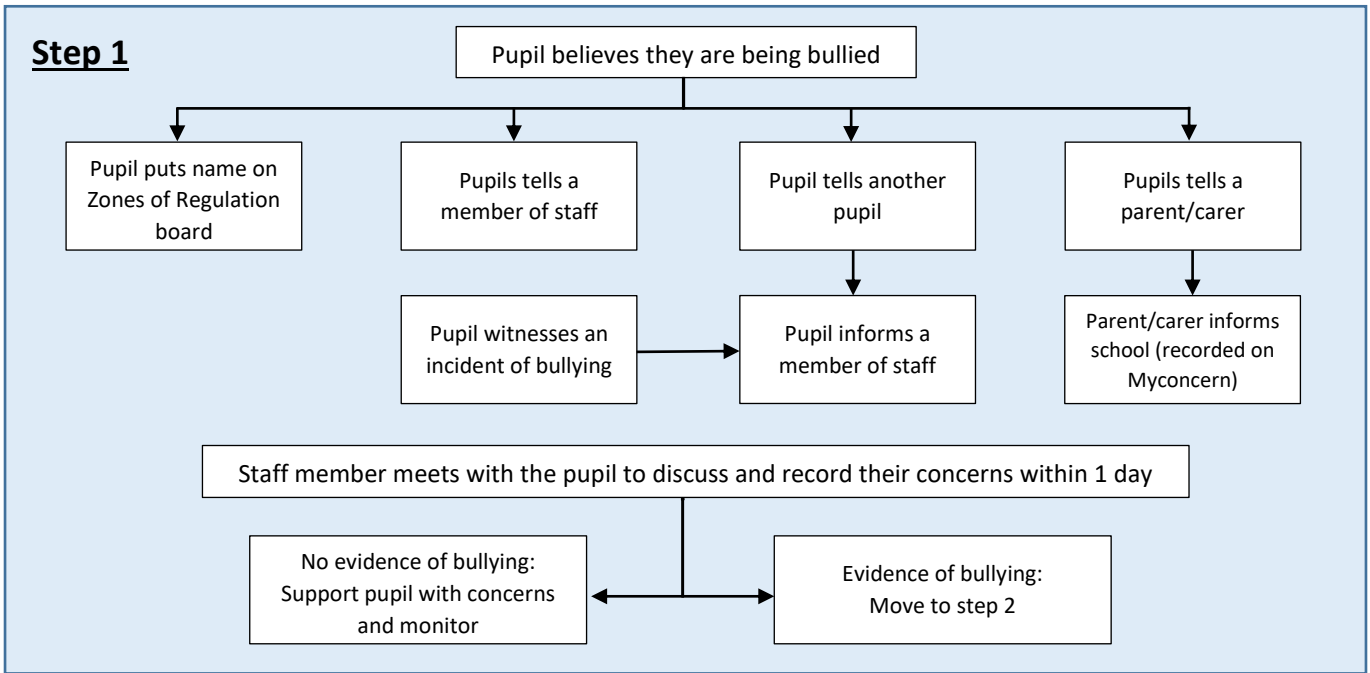 Step 1
Pupil believes they are being bullied
Pupil puts name on
Zones of Regulation
board
Pupils tells a
member of staff
Pupil tells another
pupil
Pupils tells a
parent/carer
Pupil witnesses an
incident of bullying
Pupil informs a
member of staff
Parent/carer informs
school (recorded on
Myconcern)
Staff member meets with the pupil to discuss and record their concerns within 1 day
No evidence of bullying:
Support pupil with concerns
and monitor
Evidence of bullying:
Move to step 2